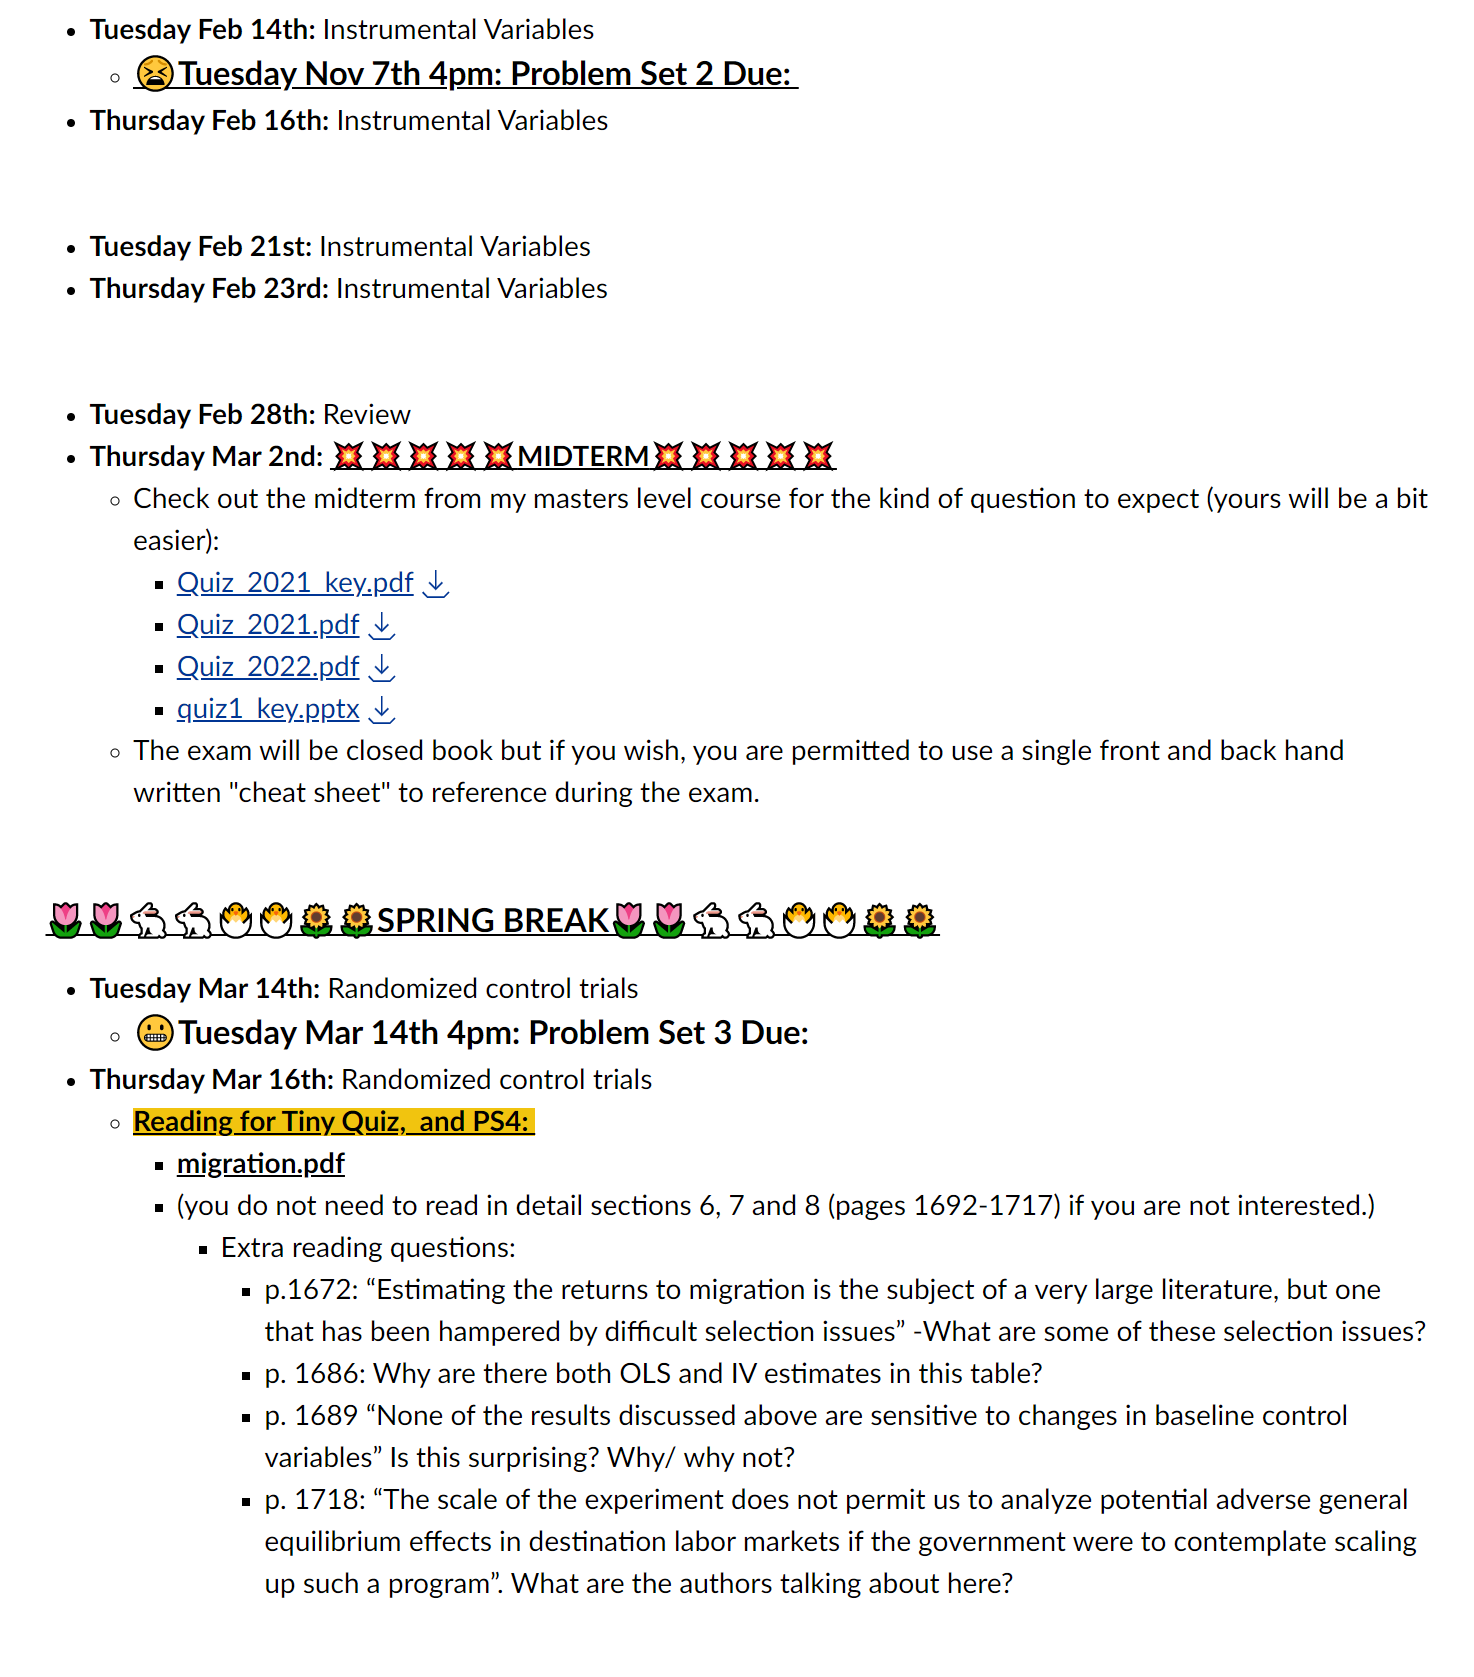 Tuesday Feb 14th: Instrumental Variables
😫Tuesday Nov 7th 4pm: Problem Set 2 Due:
Thursday Feb 16th: Instrumental Variables
Tuesday Feb 21st: Instrumental Variables
Thursday Feb 23rd: Instrumental Variables
Tuesday Feb 28th: Review
Thursday Mar 2nd: 💥💥💥💥💥MIDTERM💥💥💥💥💥
Check out the midterm from my masters level course for the kind of question to expect (yours will be a bit
easier):
Quiz_2021_key.pdf
Quiz_2021.pdf
Quiz_2022.pdf
quiz1_key.pptx
The exam will be closed book but if you wish, you are permitted to use a single front and back hand
written "cheat sheet" to reference during the exam.
🌷🌷🐇🐇🐣🐣🌻🌻SPRING BREAK🌷🌷🐇🐇🐣🐣🌻🌻
Tuesday Mar 14th: Randomized control trials
😬Tuesday Mar 14th 4pm: Problem Set 3 Due:
Thursday Mar 16th: Randomized control trials
Reading for Tiny Quiz,  and PS4:
migration.pdf
(you do not need to read in detail sections 6, 7 and 8 (pages 1692-1717) if you are not interested.)
Extra reading questions:
p.1672: “Estimating the returns to migration is the subject of a very large literature, but one
that has been hampered by difficult selection issues” -What are some of these selection issues?
p. 1686: Why are there both OLS and IV estimates in this table?
p. 1689 “None of the results discussed above are sensitive to changes in baseline control
variables” Is this surprising? Why/ why not?
p. 1718: “The scale of the experiment does not permit us to analyze potential adverse general
equilibrium effects in destination labor markets if the government were to contemplate scaling
up such a program”. What are the authors talking about here?